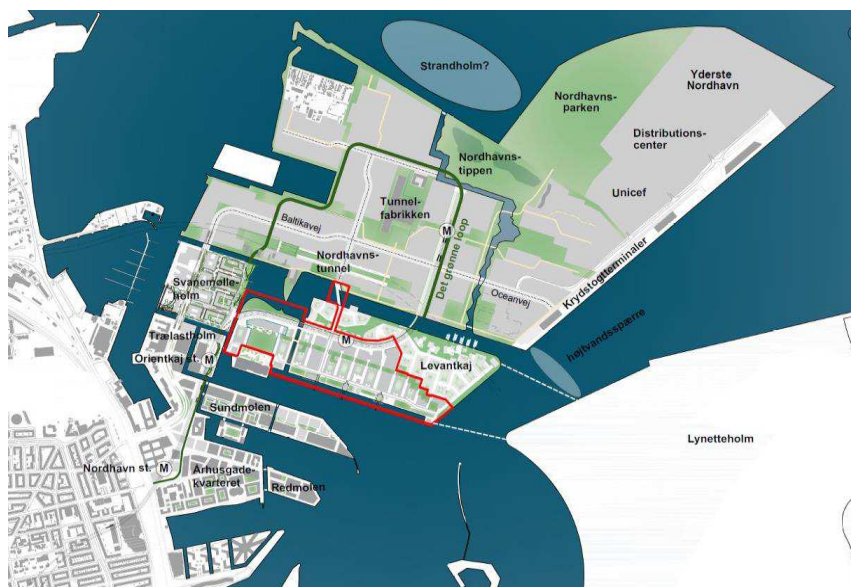 Strandholm?
Yderste
Nordhavn
Nordhavns-
parken
Distributions-
center
Nordhavns-
tippen
Unicef
Tunnel-
fabrikken
M
Det grønne loop
Baltikavej
Nordhavns-
tunnel
Oceanvej
Krydstogtterminaler
Svanemølle-
holm
højtvandsspærre
Trælastholm
Orientkaj st.
M
M
Levantkaj
Sundmolen
Lynetteholm
Nordhavn st.
M
Århusgade-
kvarteret
Redmolen